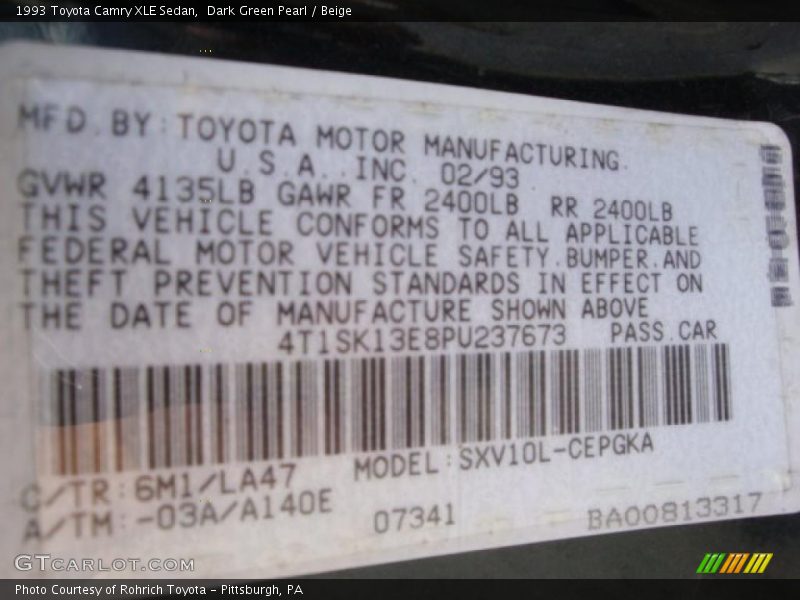 1993 Toyota Camry XLE Sedan,  Dark Green Pearl / Beige
MFD.BY:TOYOTA MOTOR MANUFACTURING.
U.S.A.,INC. 02/93
GVWR 4135LB GAWR FR 2400LB RR 2400LB
THIS VEHICLE CONFORMS TO ALL APPLICABLE
FEDERAL MOTOR VEHICLE SAFETY.BUMPER.AND
THEFT PREVENTION STANDARDS IN EFFECT ON
THE DATE OF MANUFACTURE SHOWN ABOVE
4T1SK13E8PU237673 PASS.CAR
C/TR:6M1/LA47 MODEL:SXV10L-CEPGKA
A/TM:-03A/A140E 07341 BA00813317
GTCARLOT.COM
Photo Courtesy of Rohrich Toyota - Pittsburgh, PA